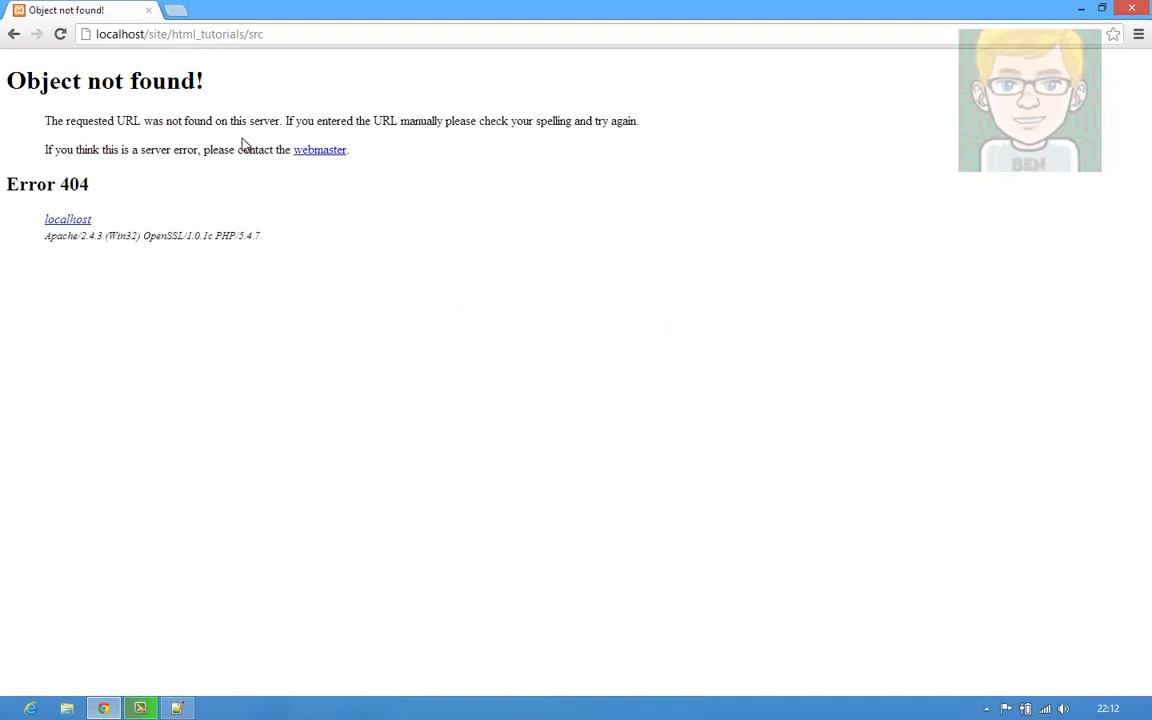 Object not found!
localhost/site/html_tutorials/src
Object not found!
The requested URL was not found on this server. If you entered the URL manually please check your spelling and try again.
If you think this is a server error, please contact the webmaster.
Error 404
localhost
Apache/2.4.3 (Win32) OpenSSL/1.0.1c PHP/5.4.7
BEN
22:12